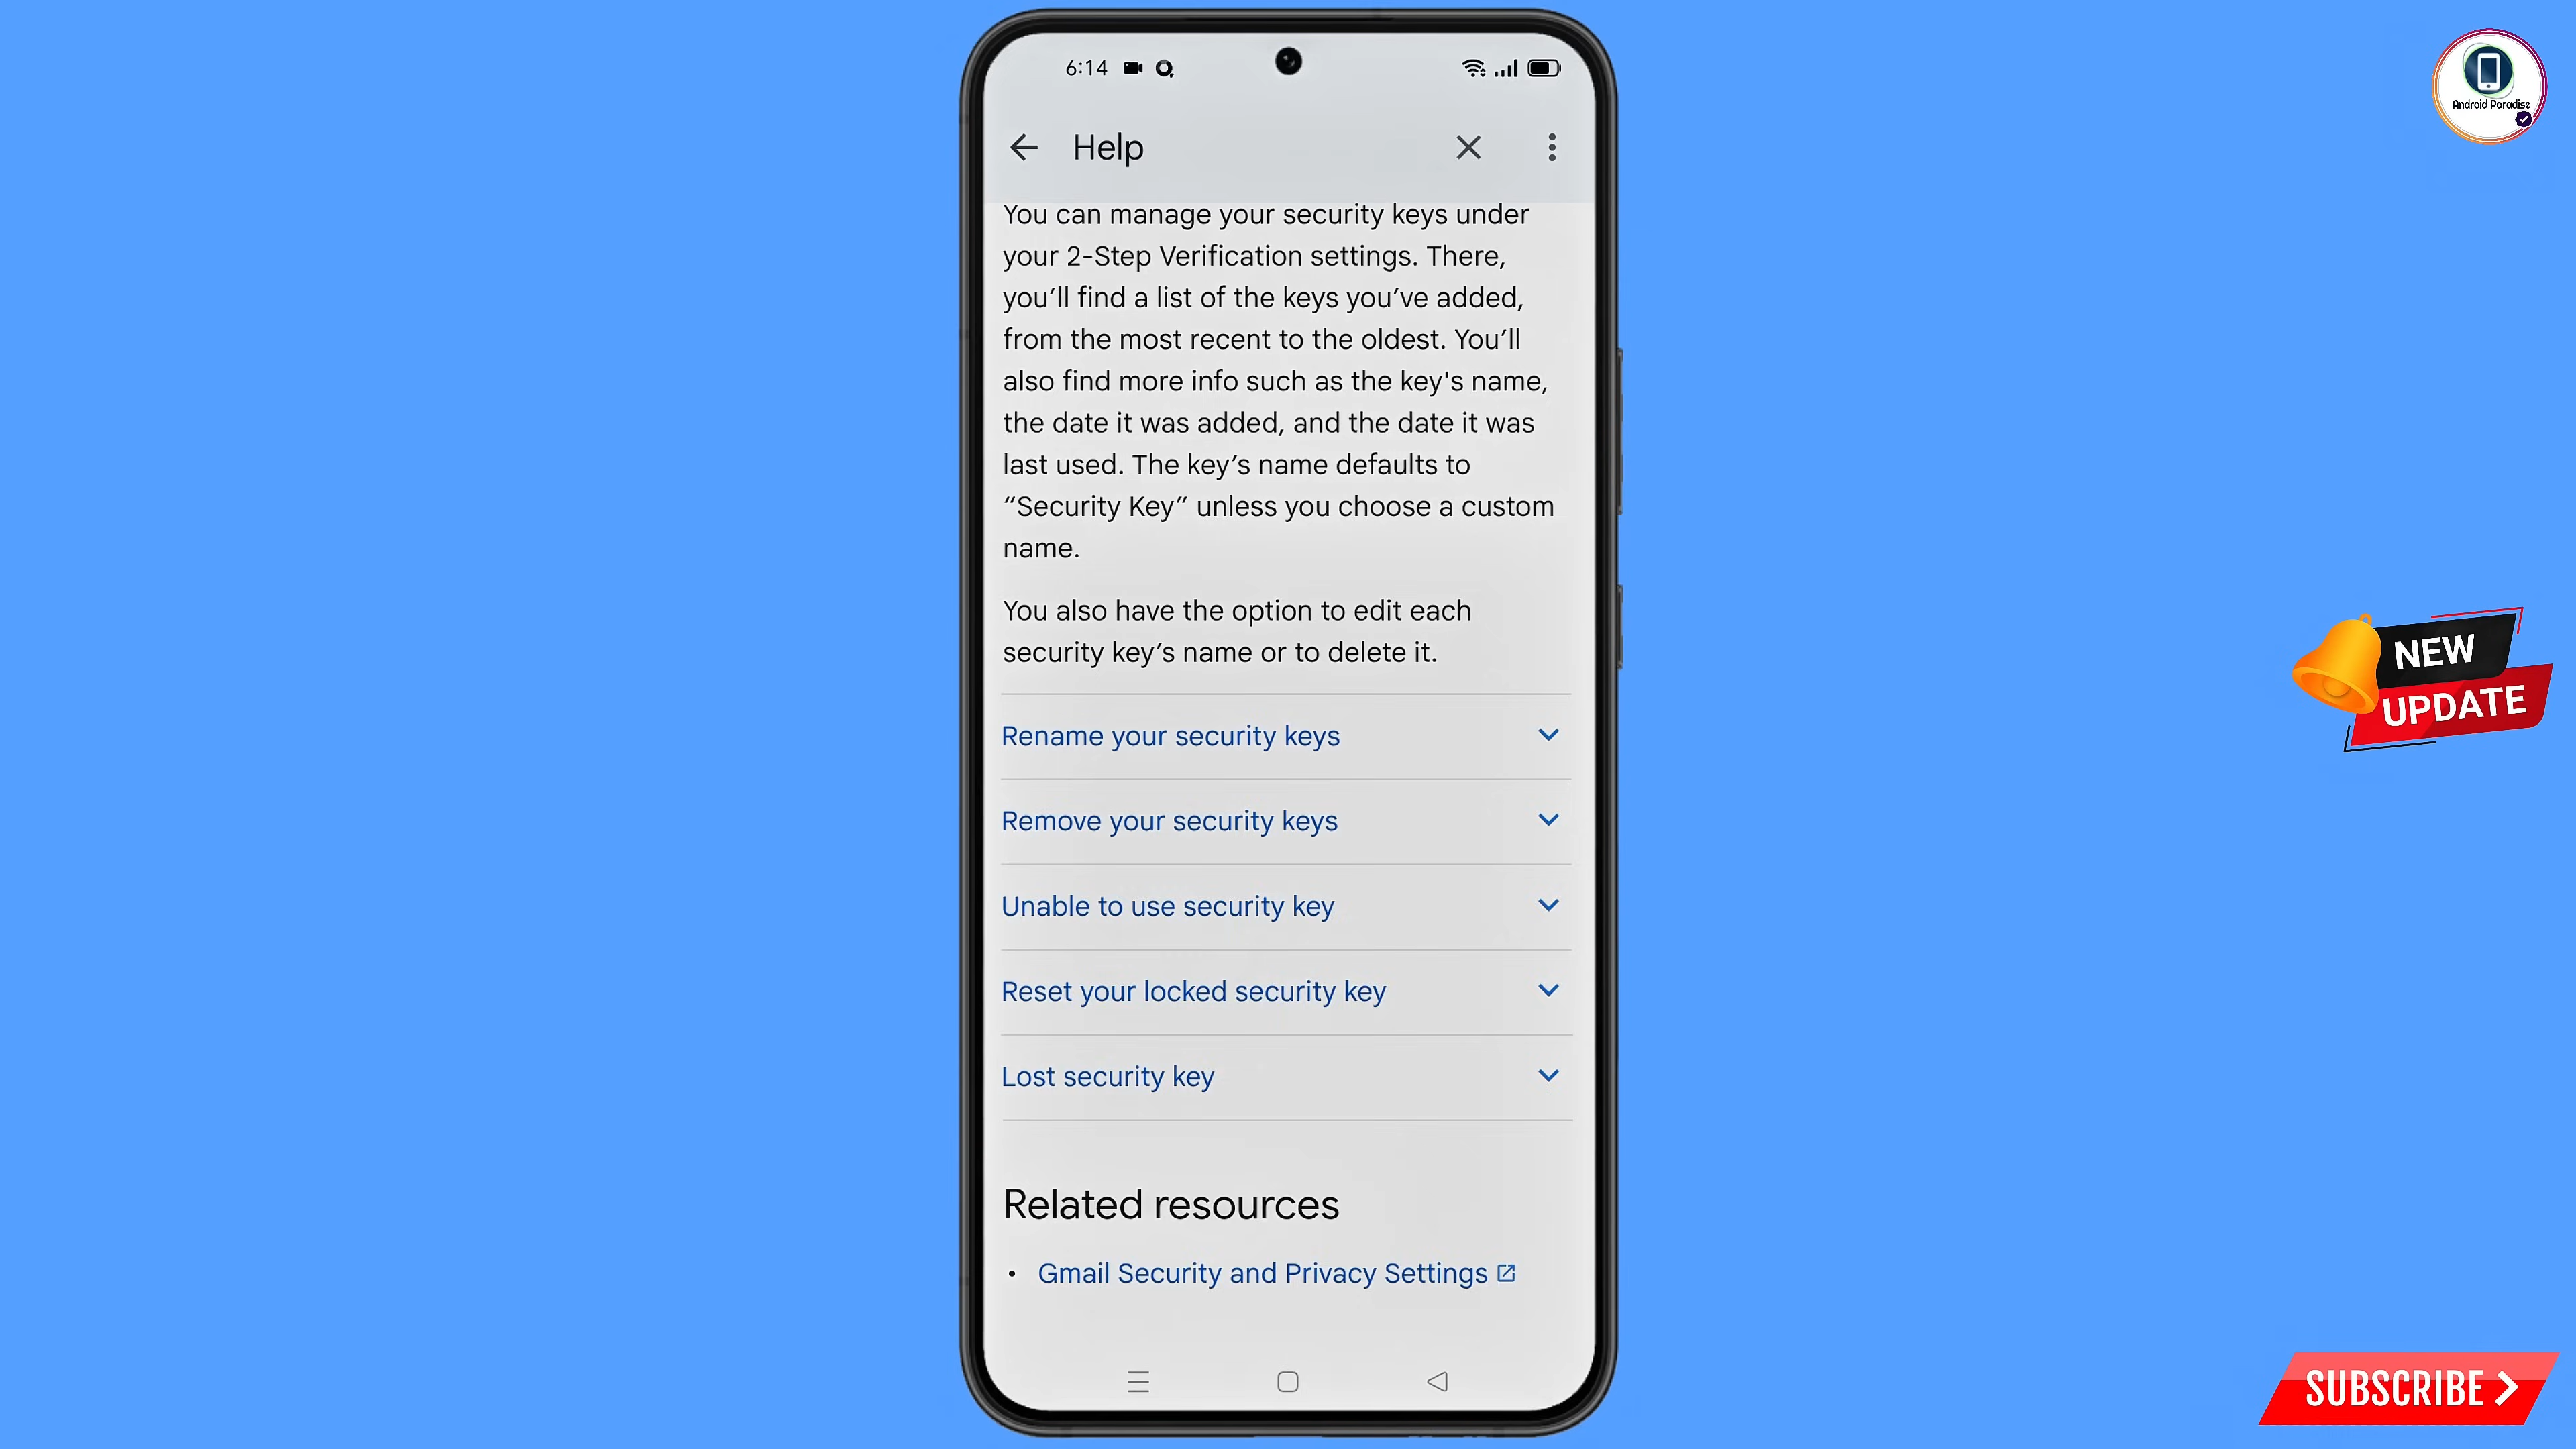 6:14
Android Paradise
Help
You can manage your security keys under
your 2-Step Verification settings. There,
you’ll find a list of the keys you’ve added,
from the most recent to the oldest. You’ll
also find more info such as the key's name,
the date it was added, and the date it was
last used. The key’s name defaults to
“Security Key” unless you choose a custom
name.
You also have the option to edit each
security key’s name or to delete it.
NEW
UPDATE
Rename your security keys
Remove your security keys
Unable to use security key
Reset your locked security key
Lost security key
Related resources
• Gmail Security and Privacy Settings
SUBSCRIBE